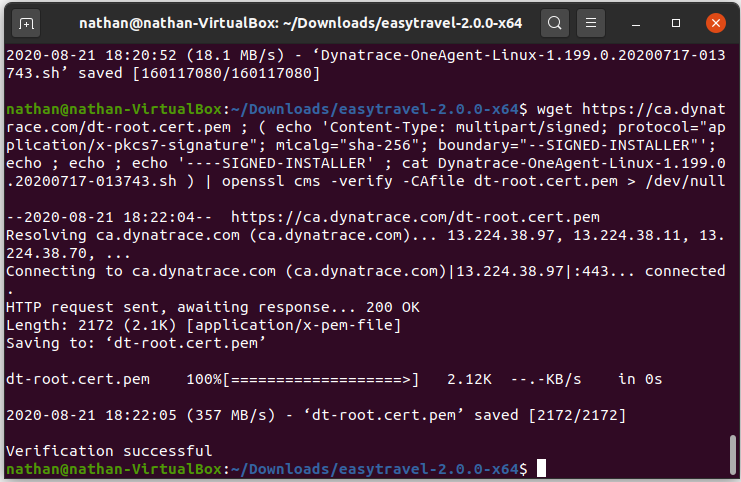 nathan@nathan-VirtualBox: ~/Downloads/easytravel-2.0.0-x64
2020-08-21 18:20:52 (18.1 MB/s) - ‘Dynatrace-OneAgent-Linux-1.199.0.20200717-013
743.sh’ saved [160117080/160117080]
nathan@nathan-VirtualBox:~/Downloads/easytravel-2.0.0-x64$ wget https://ca.dynat
race.com/dt-root.cert.pem ; ( echo 'Content-Type: multipart/signed; protocol="ap
plication/x-pkcs7-signature"; micalg="sha-256"; boundary="--SIGNED-INSTALLER"';
echo ; echo ; echo '----SIGNED-INSTALLER' ; cat Dynatrace-OneAgent-Linux-1.199.0
.20200717-013743.sh ) | openssl cms -verify -CAfile dt-root.cert.pem > /dev/null
--2020-08-21 18:22:04--  https://ca.dynatrace.com/dt-root.cert.pem
Resolving ca.dynatrace.com (ca.dynatrace.com)... 13.224.38.97, 13.224.38.11, 13.
224.38.70, ...
Connecting to ca.dynatrace.com (ca.dynatrace.com)|13.224.38.97|:443... connected
.
HTTP request sent, awaiting response... 200 OK
Length: 2172 (2.1K) [application/x-pem-file]
Saving to: ‘dt-root.cert.pem’
dt-root.cert.pem    100%[===================>]   2.12K  --.-KB/s    in 0s
2020-08-21 18:22:05 (357 MB/s) - ‘dt-root.cert.pem’ saved [2172/2172]
Verification successful
nathan@nathan-VirtualBox:~/Downloads/easytravel-2.0.0-x64$